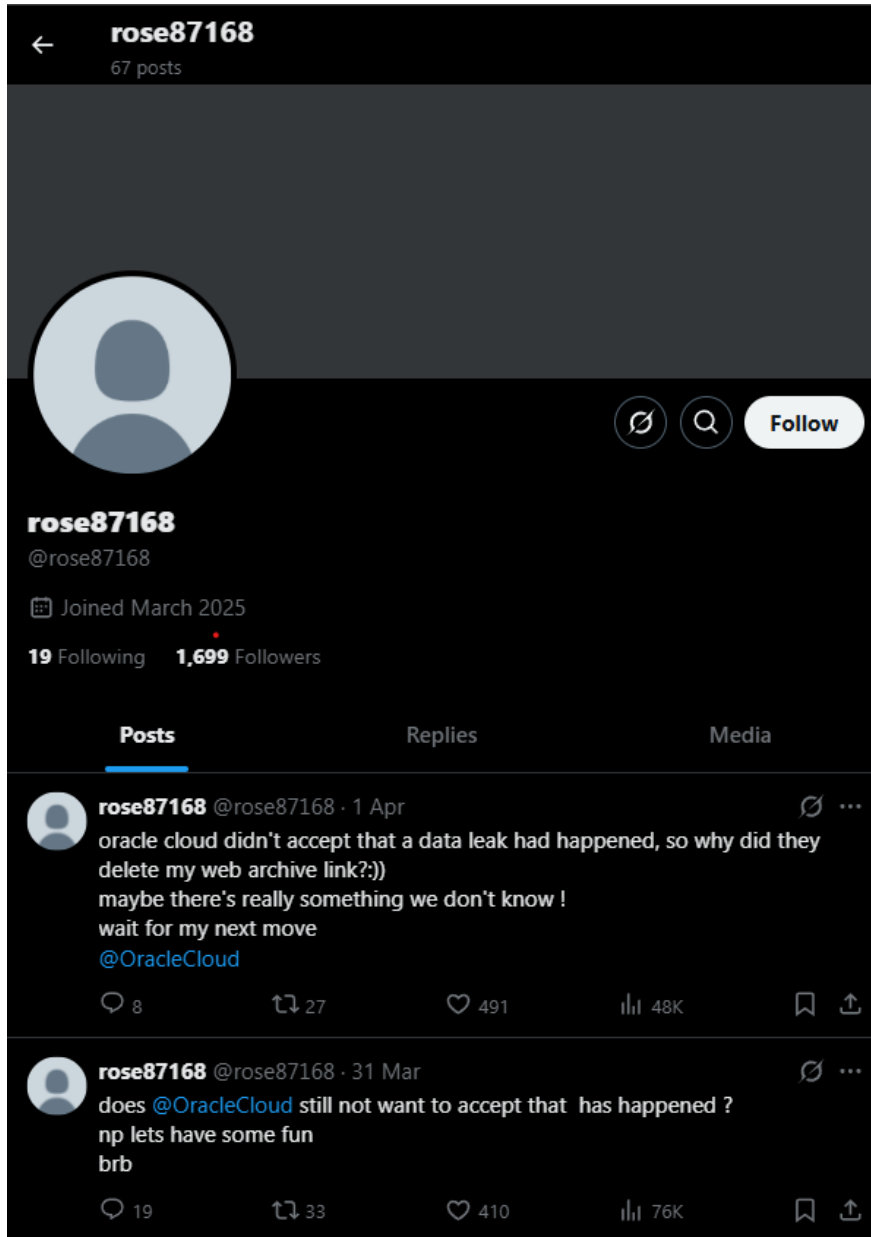 rose87168
67 posts
Follow
rose87168
@rose87168
Joined March 2025
19 Following 1,699 Followers
Posts Replies Media
rose87168 @rose87168 · 1 Apr
oracle cloud didn't accept that a data leak had happened, so why did they
delete my web archive link?:))
maybe there's really something we don't know !
wait for my next move
@OracleCloud
8 27 491 48K
rose87168 @rose87168 · 31 Mar
does @OracleCloud still not want to accept that  has happened ?
np lets have some fun
brb
19 33 410 76K